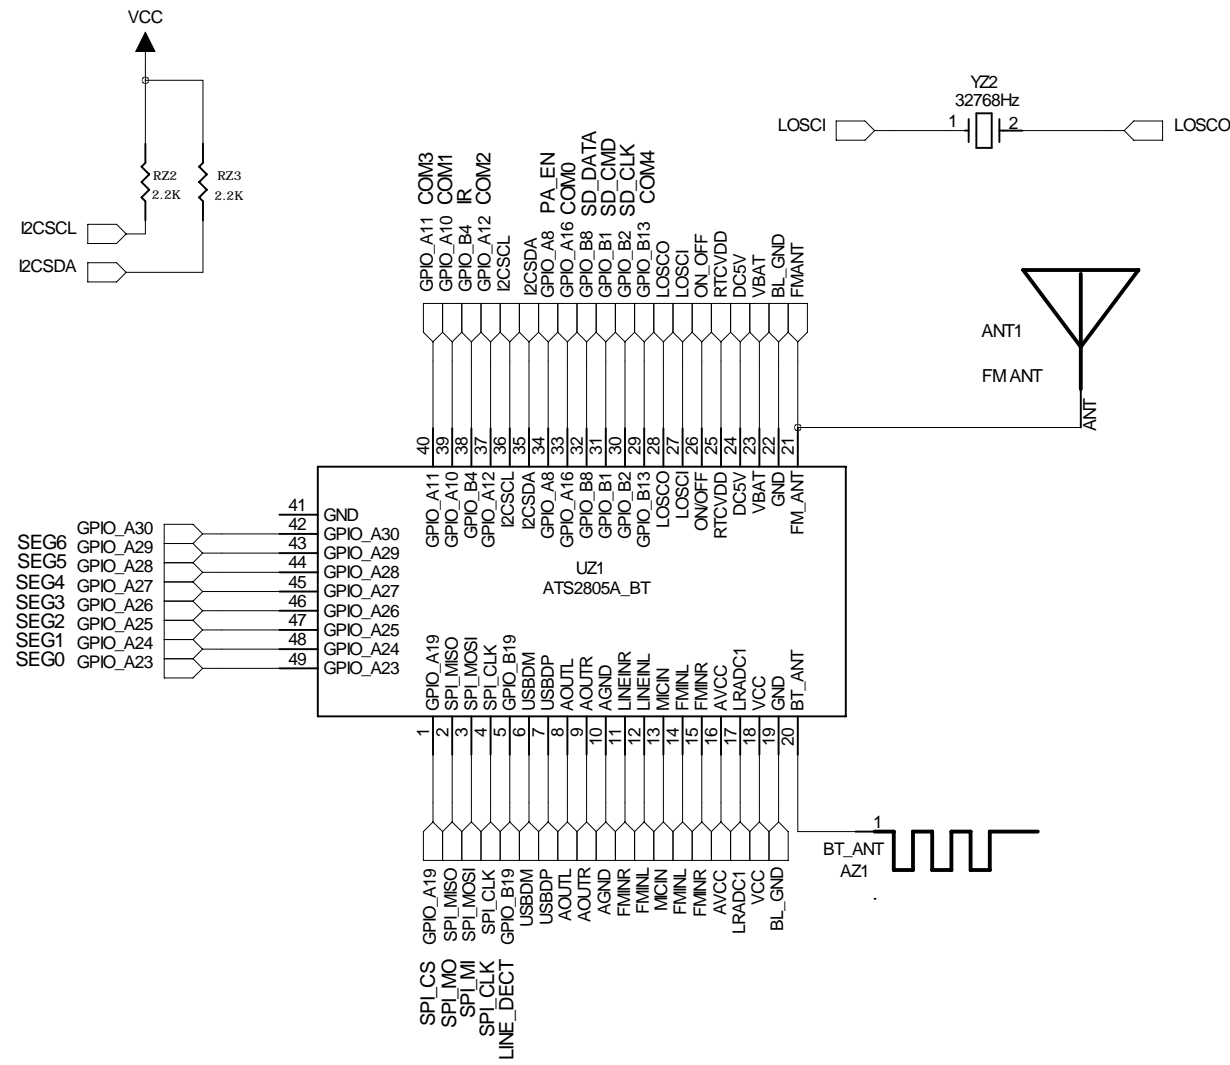 VCC
RZ2
2.2K
RZ3
2.2K
I2CSCL
I2CSDA
YZ2
32768Hz
LOSCI
1
2
LOSCO
COM3
COM1
IR
COM2
PA_EN
COM0
SD_DATA
SD_CMD
SD_CLK
COM4
GPIO_A11
GPIO_A10
GPIO_B4
GPIO_A12
I2CSCL
I2CSDA
GPIO_A8
GPIO_A16
GPIO_B8
GPIO_B1
GPIO_B2
GPIO_B13
LOSCO
LOSCI
ON_OFF
RTCVDD
DC5V
VBAT
BL_GND
FMANT
ANT1
FM ANT
ANT
40
39
38
37
36
35
34
33
32
31
30
29
28
27
26
25
24
23
22
21
GPIO_A11
GPIO_A10
GPIO_B4
GPIO_A12
I2CSCL
I2CSDA
GPIO_A8
GPIO_A16
GPIO_B8
GPIO_B1
GPIO_B2
GPIO_B13
LOSCO
LOSCI
ON/OFF
RTCVDD
DC5V
VBAT
GND
FM_ANT
41
GND
GPIO_A30
42
GPIO_A30
SEG6
GPIO_A29
43
GPIO_A29
SEG5
GPIO_A28
44
GPIO_A28
SEG4
GPIO_A27
45
GPIO_A27
SEG3
GPIO_A26
46
GPIO_A26
SEG2
GPIO_A25
47
GPIO_A25
SEG1
GPIO_A24
48
GPIO_A24
SEG0
GPIO_A23
49
GPIO_A23
UZ1
ATS2805A_BT
GPIO_A19
SPI_MISO
SPI_MOSI
SPI_CLK
GPIO_B19
USBDM
USBDP
AOUTL
AOUTR
AGND
LINEINR
LINEINL
MICIN
FMINL
FMINR
AVCC
LRADC1
VCC
GND
BT_ANT
1
2
3
4
5
6
7
8
9
10
11
12
13
14
15
16
17
18
19
20
1
BT_ANT
AZ1
.
GPIO_A19
SPI_MISO
SPI_MOSI
SPI_CLK
GPIO_B19
USBDM
USBDP
AOUTL
AOUTR
AGND
FMINR
FMINL
MICIN
FMINL
FMINR
AVCC
LRADC1
VCC
BL_GND
SPI_CS
SPI_MO
SPI_MI
SPI_CLK
LINE_DECT